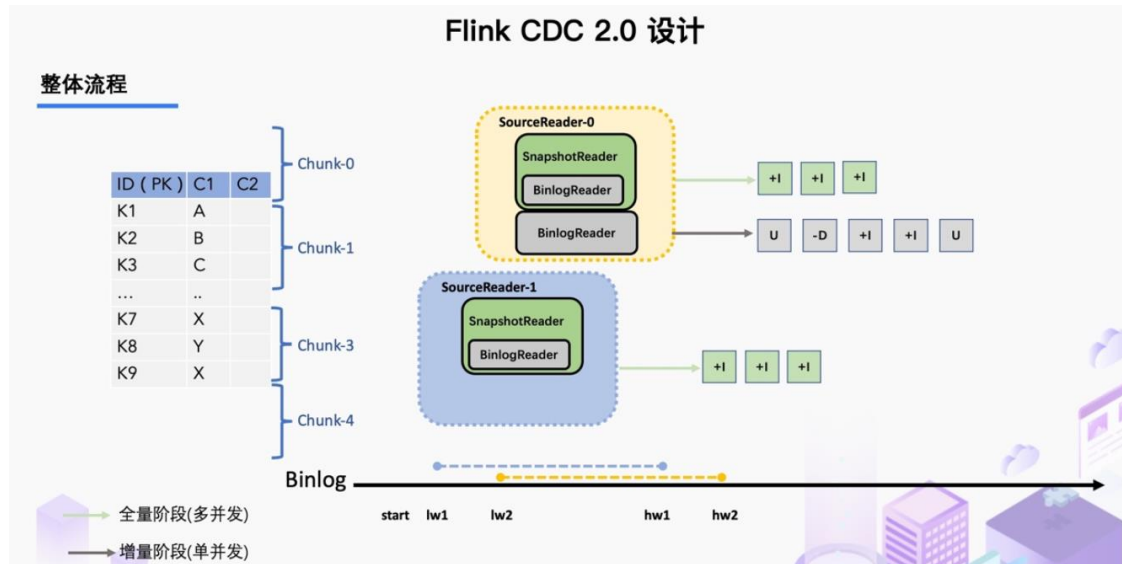 Flink CDC 2.0 设计
整体流程
ID ( PK ) C1 C2
K1 A
K2 B
K3 C
... ..
K7 X
K8 Y
K9 X
Chunk-0
Chunk-1
Chunk-3
Chunk-4
SourceReader-0
SnapshotReader
BinlogReader
BinlogReader
+I +I +I
U -D +I +I U
SourceReader-1
SnapshotReader
BinlogReader
+I +I +I
Binlog
start lw1 lw2 hw1 hw2
全量阶段(多并发)
增量阶段(单并发)